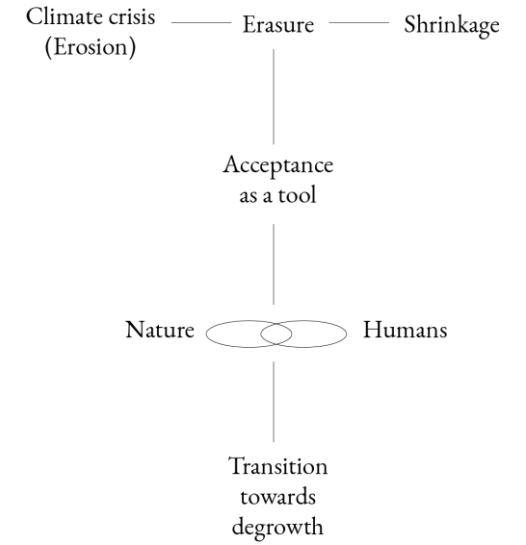 Climate crisis
(Erosion)
Erasure
Shrinkage
Acceptance
as a tool
Nature
Humans
Transition
towards
degrowth